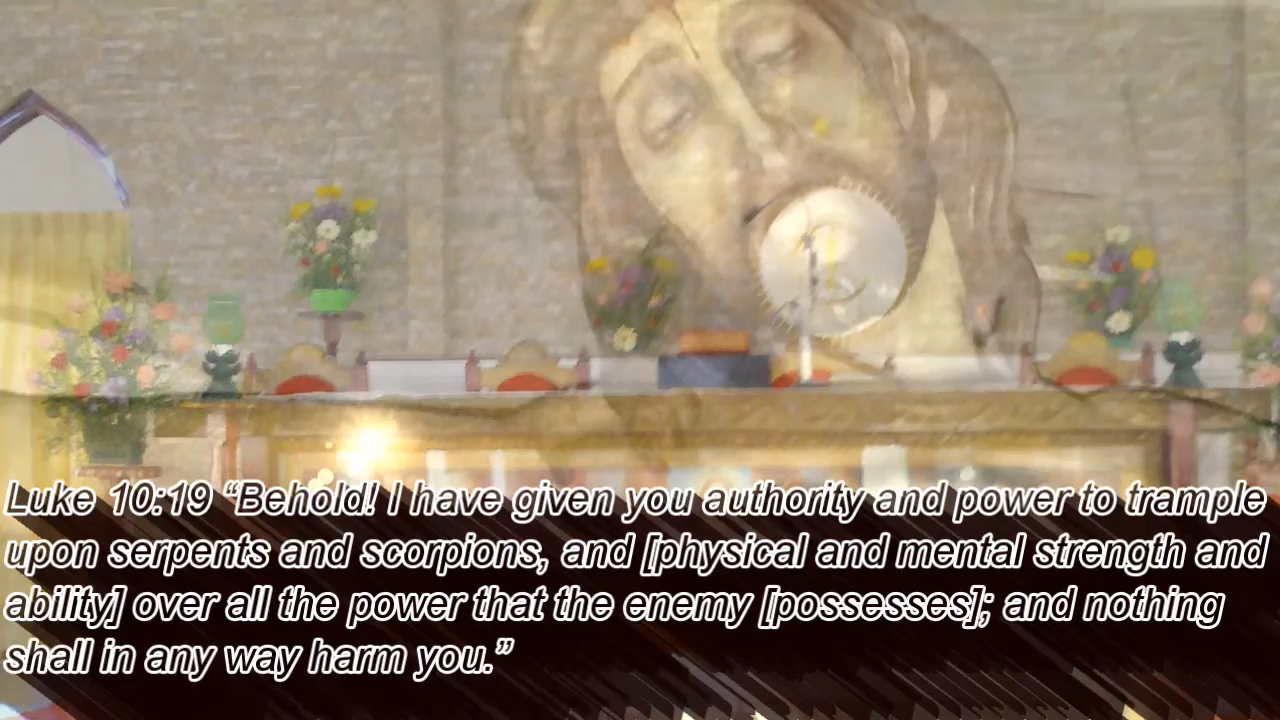 Luke 10:19 “Behold! I have given you authority and power to trample
upon serpents and scorpions, and [physical and mental strength and
ability] over all the power that the enemy [possesses]; and nothing
shall in any way harm you.”